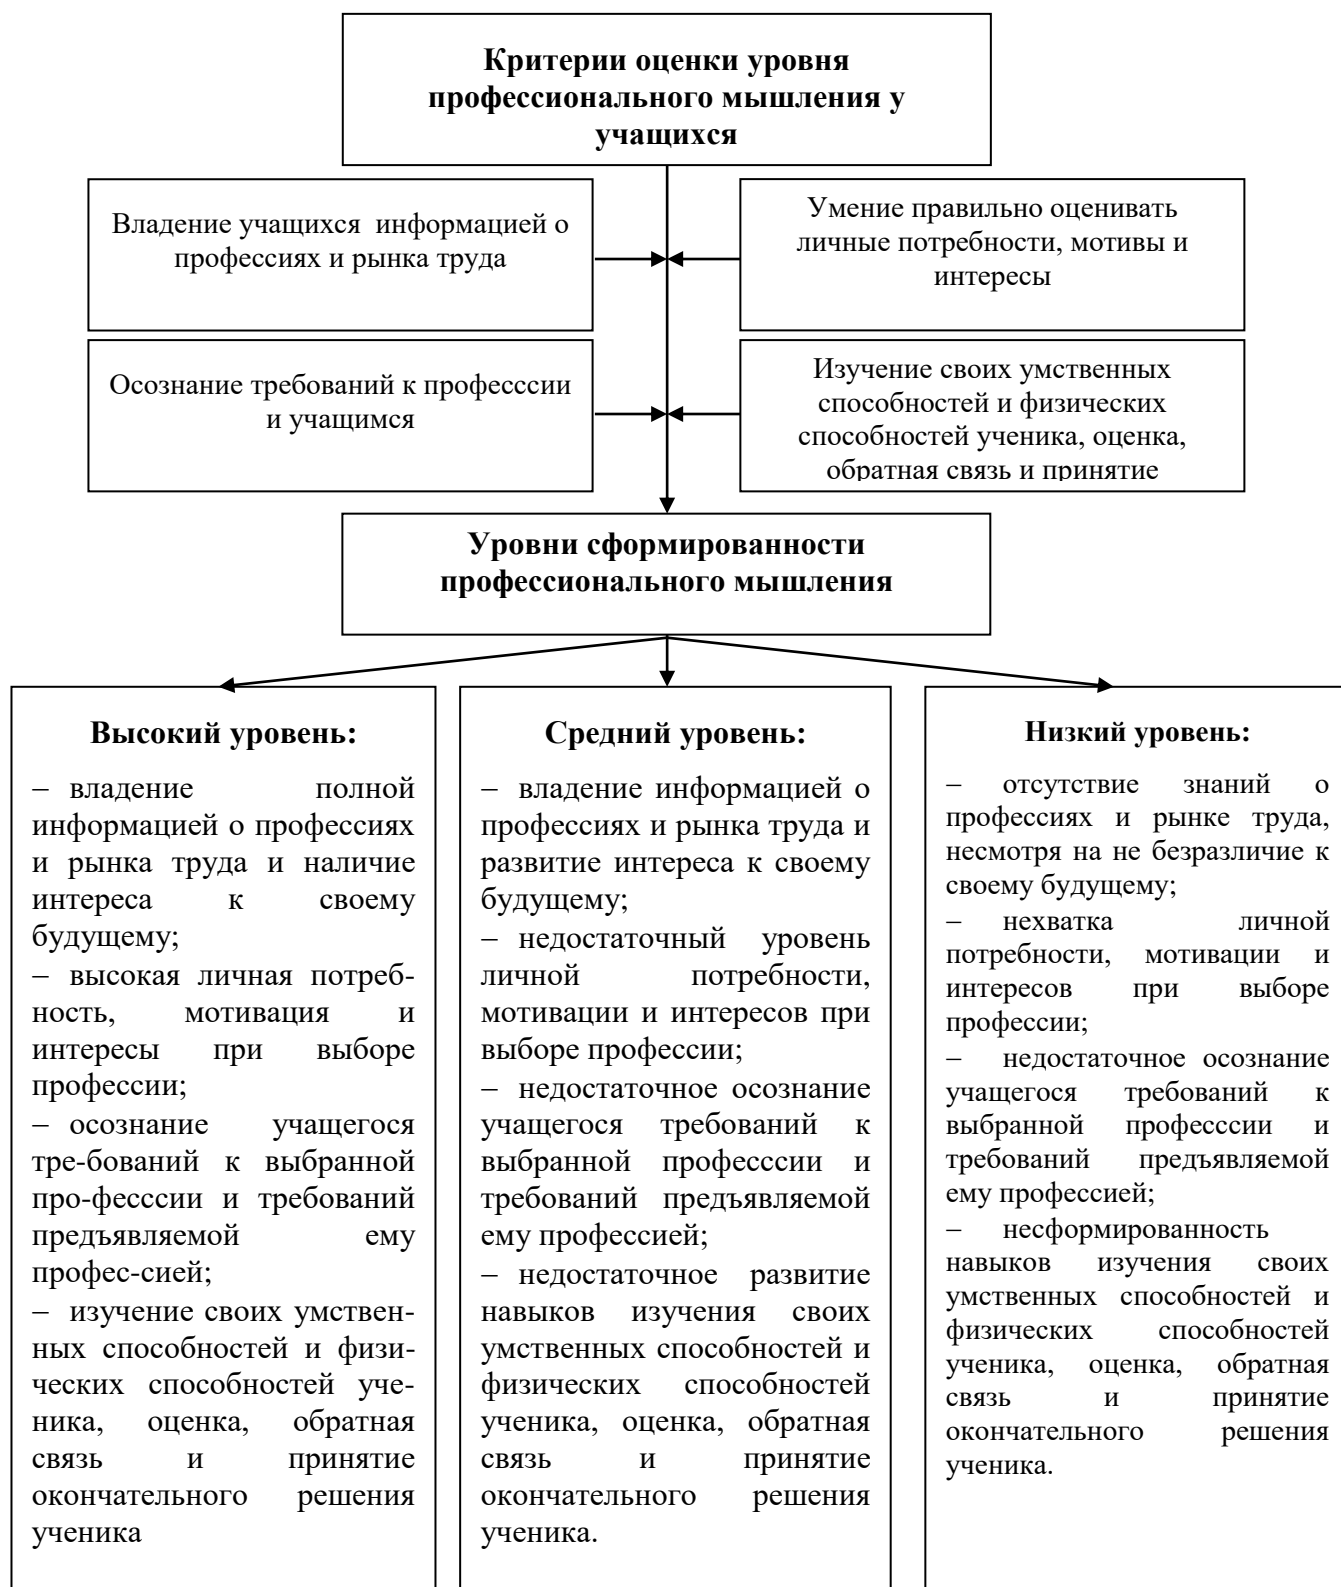 Критерии оценки уровня
профессионального мышления у
учащихся
Владение учащихся информацией о
профессиях и рынка труда
Умение правильно оценивать
личные потребности, мотивы и
интересы
Осознание требований к професссии
и учащимся
Изучение своих умственных
способностей и физических
способностей ученика, оценка,
обратная связь и принятие
Уровни сформированности
профессионального мышления
Высокий уровень:
– владение полной
информацией о профессиях
и рынка труда и наличие
интереса к своему
будущему;
– высокая личная потреб-
ность, мотивация и
интересы при выборе
профессии;
– осознание учащегося
тре-бований к выбранной
про-фесссии и требований
предъявляемой ему
профес-сией;
– изучение своих умствен-
ных способностей и физи-
ческих способностей уче-
ника, оценка, обратная
связь и принятие
окончательного решения
ученика
Средний уровень:
– владение информацией о
профессиях и рынка труда и
развитие интереса к своему
будущему;
– недостаточный уровень
личной потребности,
мотивации и интересов при
выборе профессии;
– недостаточное осознание
учащегося требований к
выбранной професссии и
требований предъявляемой
ему профессией;
– недостаточное развитие
навыков изучения своих
умственных способностей и
физических способностей
ученика, оценка, обратная
связь и принятие
окончательного решения
ученика.
Низкий уровень:
– отсутствие знаний о
профессиях и рынке труда,
несмотря на не безразличие к
своему будущему;
– нехватка личной
потребности, мотивации и
интересов при выборе
профессии;
– недостаточное осознание
учащегося требований к
выбранной професссии и
требований предъявляемой
ему профессией;
– несформированность
навыков изучения своих
умственных способностей и
физических способностей
ученика, оценка, обратная
связь и принятие
окончательного решения
ученика.